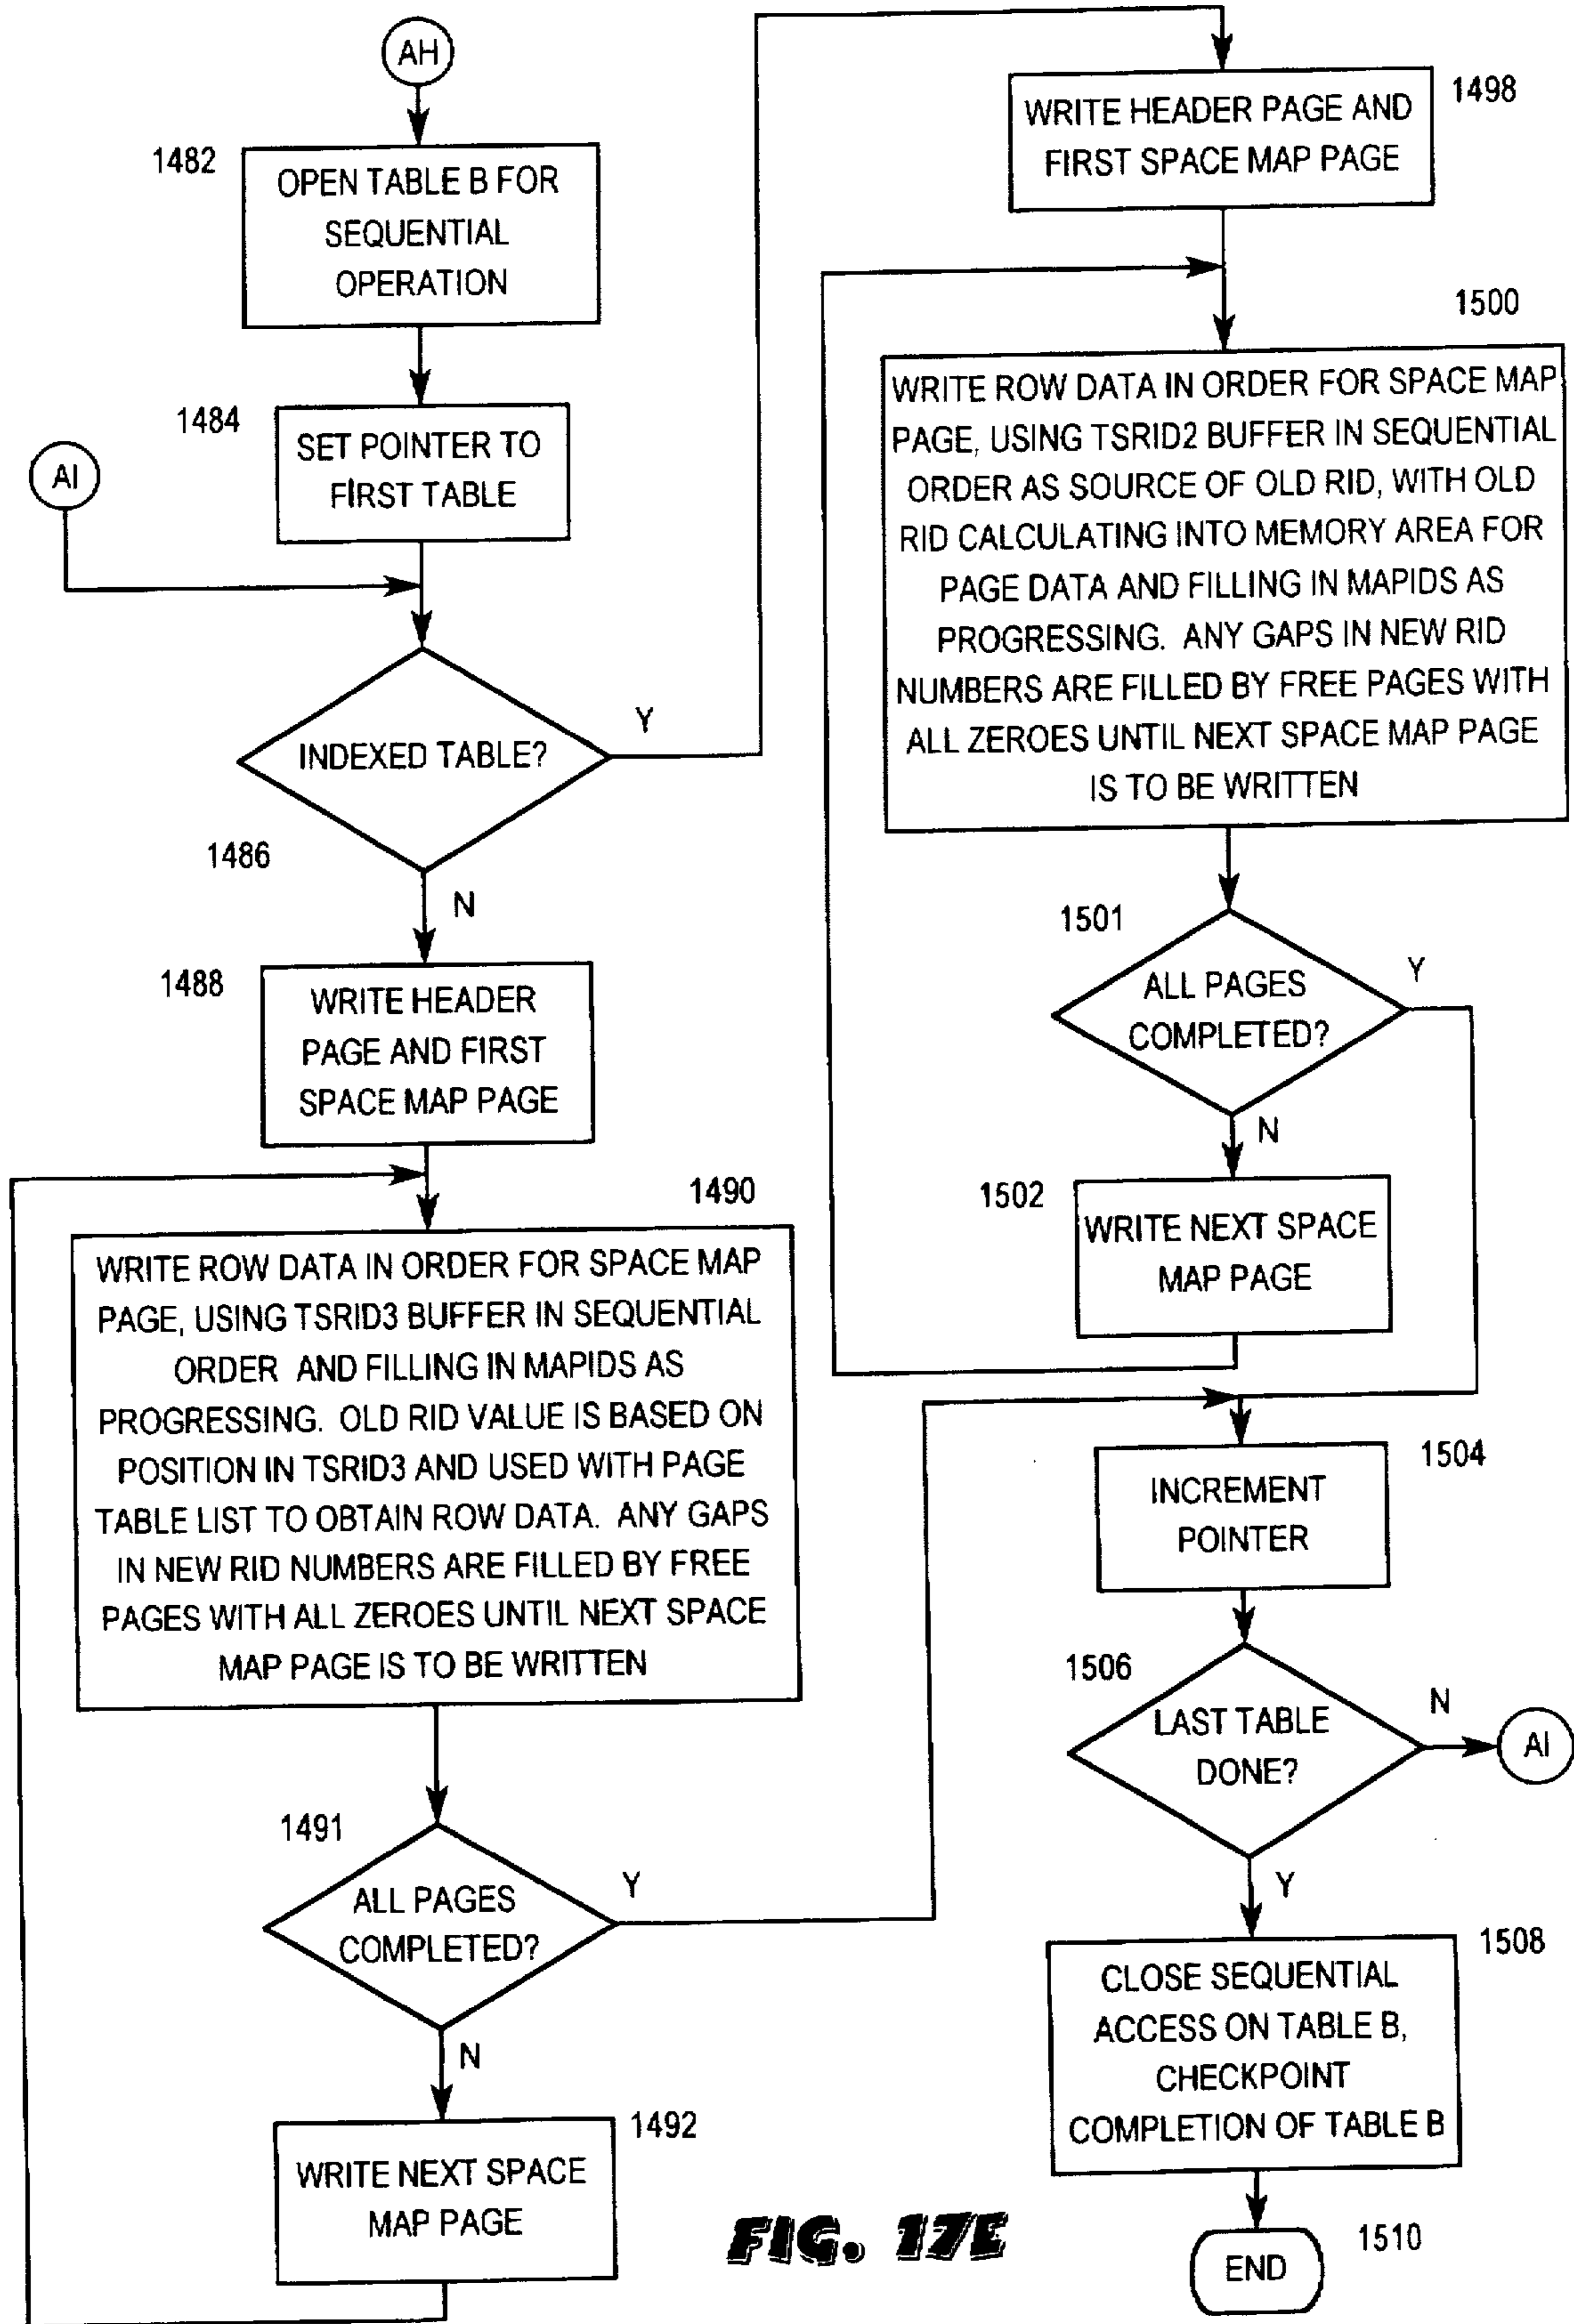 AH
1482
OPEN TABLE B FOR
SEQUENTIAL
OPERATION
1484
SET POINTER TO
FIRST TABLE
AI
INDEXED TABLE?
Y
1486
N
1488
WRITE HEADER
PAGE AND FIRST
SPACE MAP PAGE
1490
WRITE ROW DATA IN ORDER FOR SPACE MAP
PAGE, USING TSRID3 BUFFER IN SEQUENTIAL
ORDER AND FILLING IN MAPIDS AS
PROGRESSING. OLD RID VALUE IS BASED ON
POSITION IN TSRID3 AND USED WITH PAGE
TABLE LIST TO OBTAIN ROW DATA. ANY GAPS
IN NEW RID NUMBERS ARE FILLED BY FREE
PAGES WITH ALL ZEROES UNTIL NEXT SPACE
MAP PAGE IS TO BE WRITTEN
1491
ALL PAGES
COMPLETED?
Y
N
1492
WRITE NEXT SPACE
MAP PAGE
1498
WRITE HEADER PAGE AND
FIRST SPACE MAP PAGE
1500
WRITE ROW DATA IN ORDER FOR SPACE MAP
PAGE, USING TSRID2 BUFFER IN SEQUENTIAL
ORDER AS SOURCE OF OLD RID, WITH OLD
RID CALCULATING INTO MEMORY AREA FOR
PAGE DATA AND FILLING IN MAPIDS AS
PROGRESSING. ANY GAPS IN NEW RID
NUMBERS ARE FILLED BY FREE PAGES WITH
ALL ZEROES UNTIL NEXT SPACE MAP PAGE
IS TO BE WRITTEN
1501
ALL PAGES
COMPLETED?
Y
N
1502
WRITE NEXT SPACE
MAP PAGE
1504
INCREMENT
POINTER
1506
LAST TABLE
DONE?
N
AI
Y
1508
CLOSE SEQUENTIAL
ACCESS ON TABLE B,
CHECKPOINT
COMPLETION OF TABLE B
1510
END
FIG. 17E